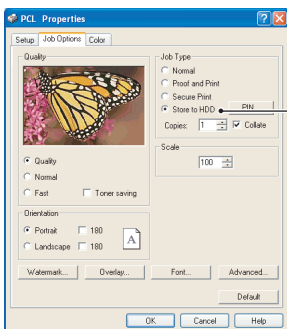 PCL Properties
Setup Job Options Color
Quality
Quality
Normal
Fast Toner saving
Orientation
Portrait 180
Landscape 180
A
Job Type
Normal
Proof and Print
Secure Print
Store to HDD PIN
Copies: 1 Collate
Scale
100
Watermark... Overlay... Font... Advanced...
Default
OK Cancel Help